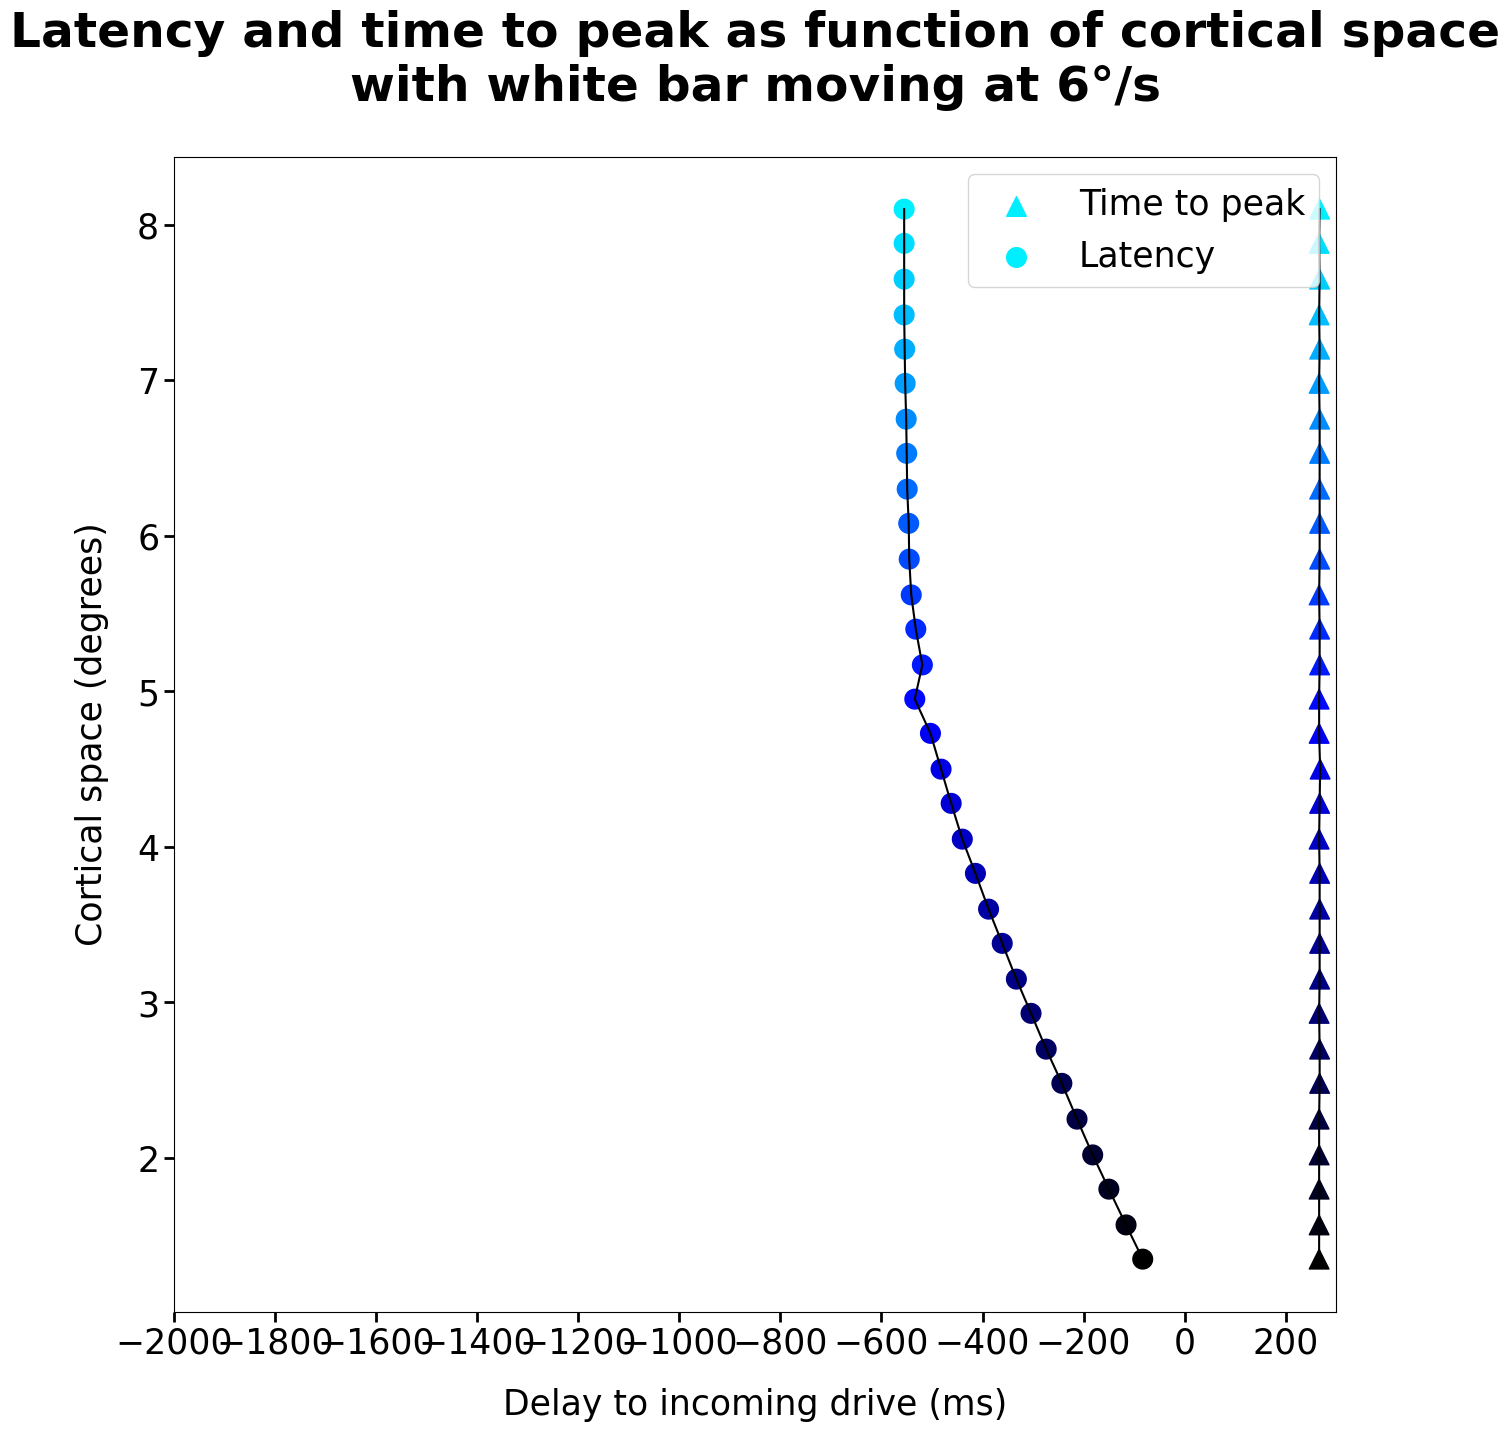 Latency and time to peak as function of cortical space
with white bar moving at 6°/s
Time to peak
Latency
8
7
6
5
4
3
2
Cortical space (degrees)
−2000 −1800 −1600 −1400 −1200 −1000 −800 −600 −400 −200 0 200
Delay to incoming drive (ms)